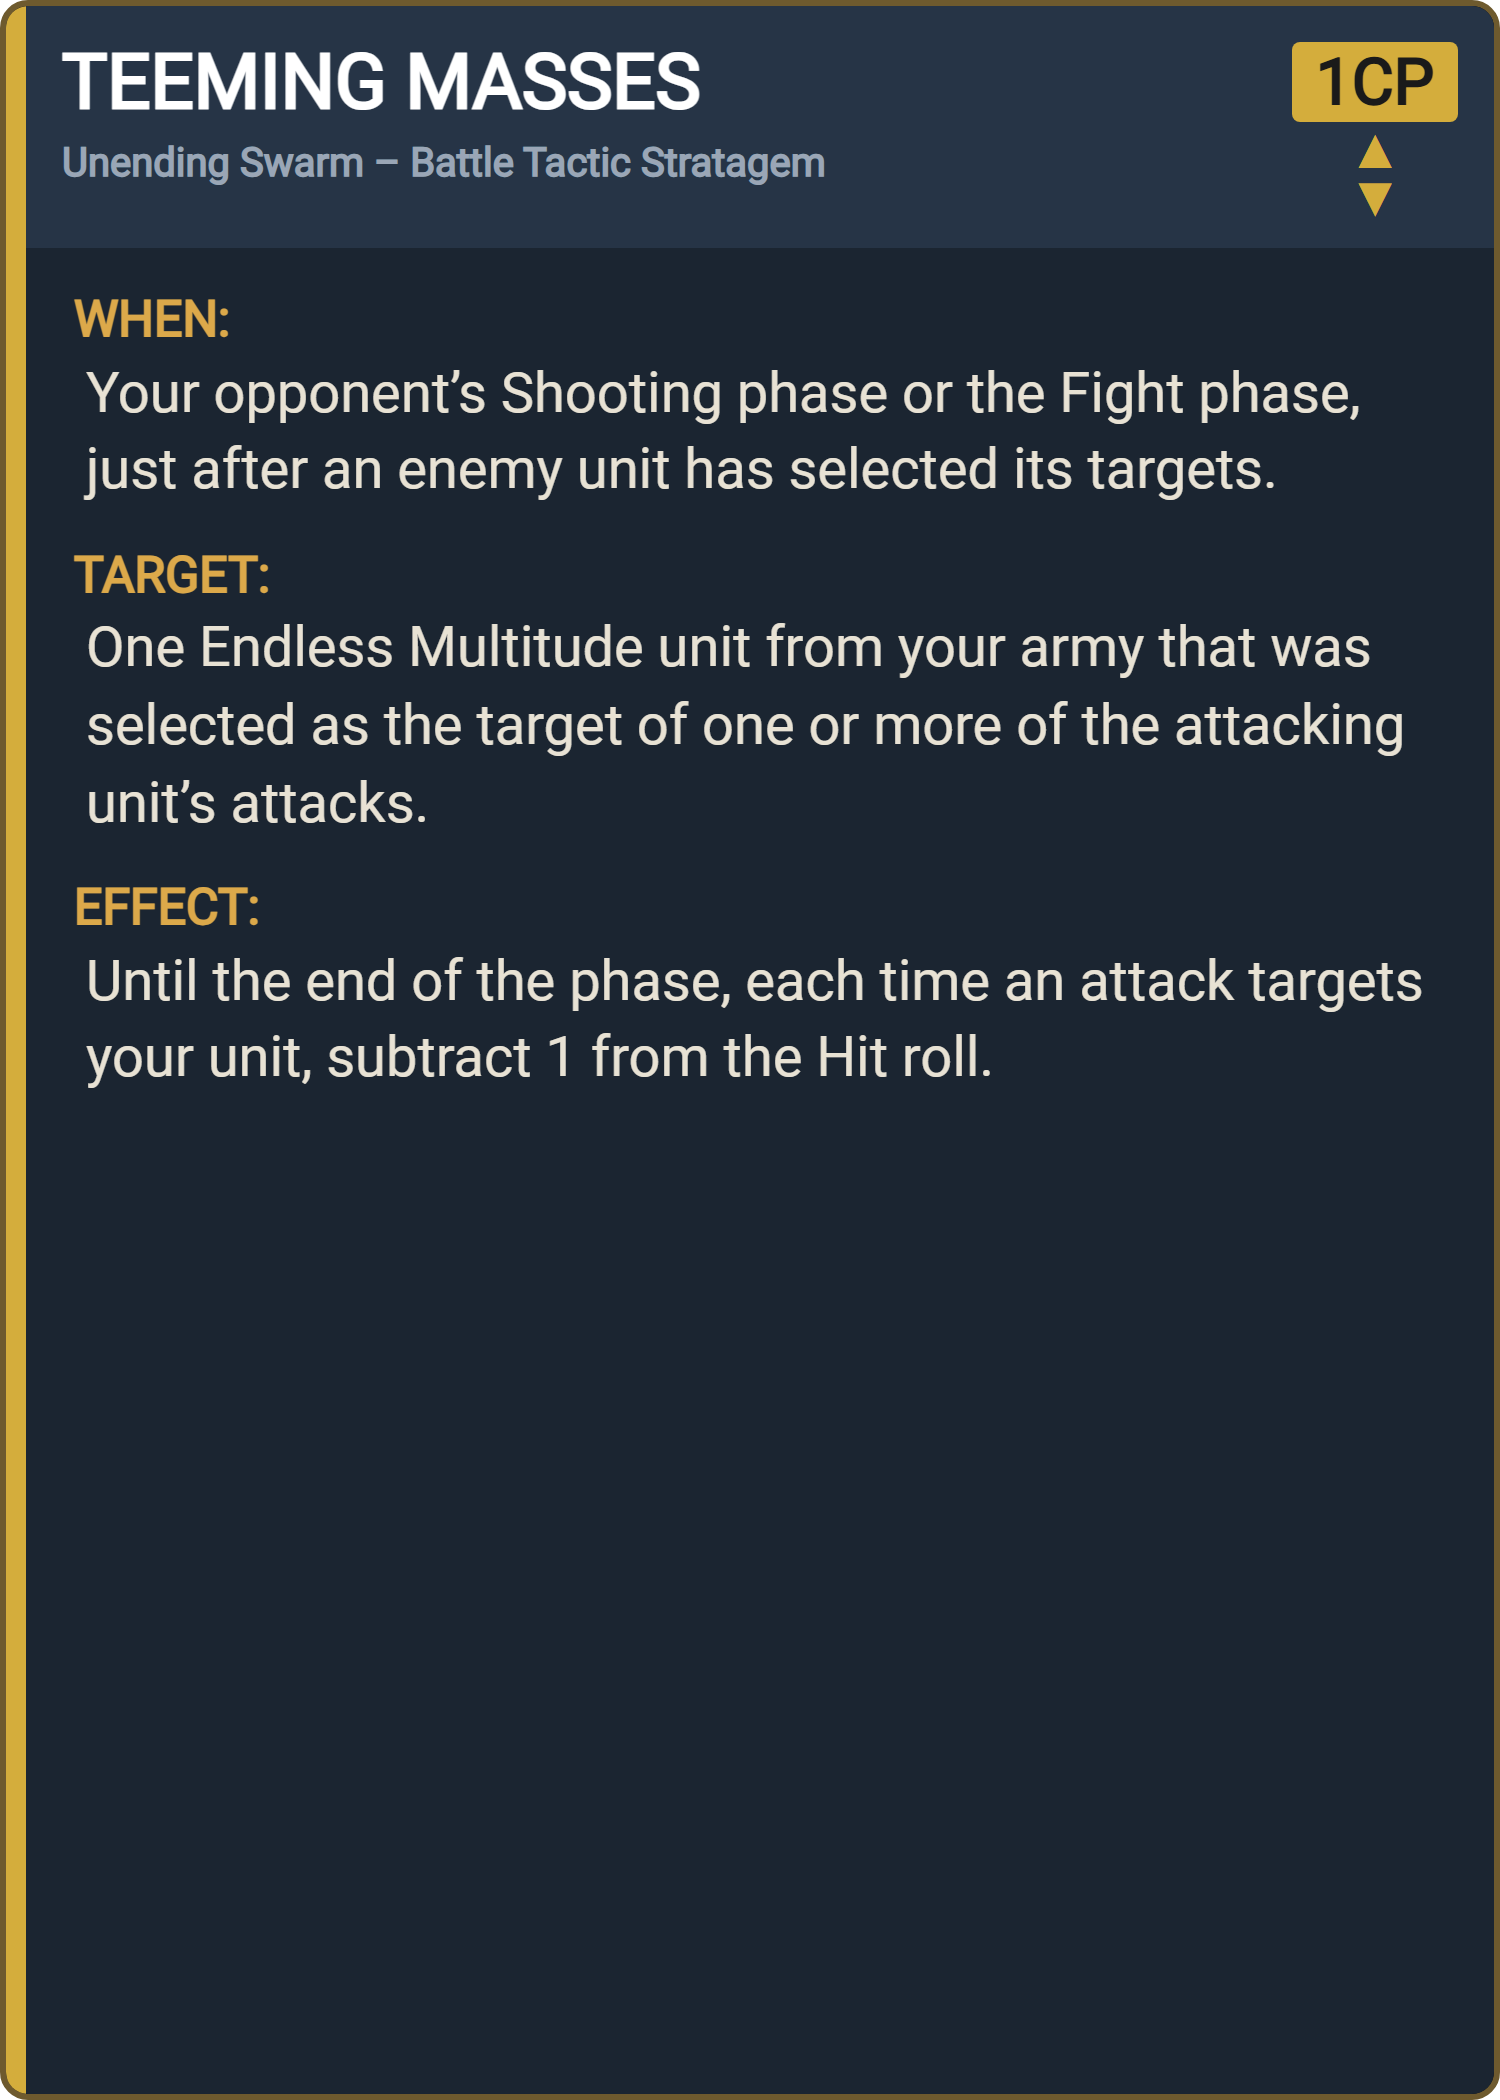 TEEMING MASSES
1CP
Unending Swarm – Battle Tactic Stratagem
▲
▼
WHEN:
Your opponent’s Shooting phase or the Fight phase,
just after an enemy unit has selected its targets.
TARGET:
One Endless Multitude unit from your army that was
selected as the target of one or more of the attacking
unit’s attacks.
EFFECT:
Until the end of the phase, each time an attack targets
your unit, subtract 1 from the Hit roll.